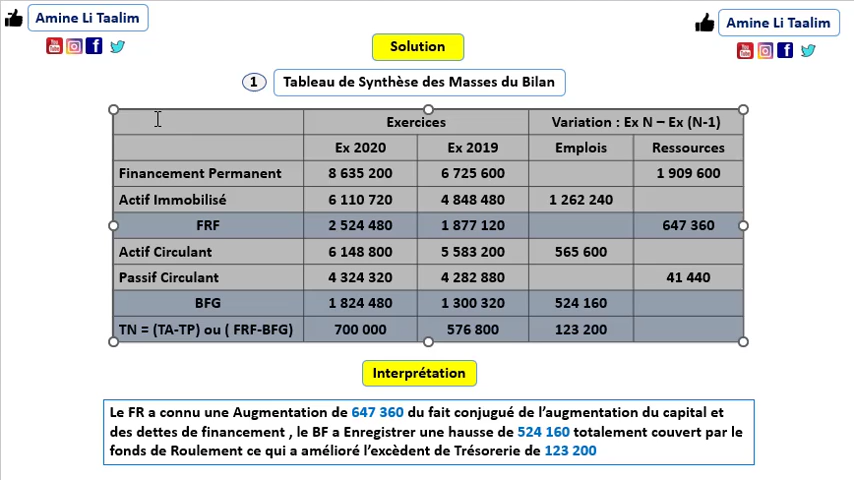 Amine Li Taalim
Amine Li Taalim
Solution
1 Tableau de Synthèse des Masses du Bilan
Exercices Variation : Ex N – Ex (N-1)
Ex 2020 Ex 2019 Emplois Ressources
Financement Permanent 8 635 200 6 725 600 1 909 600
Actif Immobilisé 6 110 720 4 848 480 1 262 240
FRF 2 524 480 1 877 120 647 360
Actif Circulant 6 148 800 5 583 200 565 600
Passif Circulant 4 324 320 4 282 880 41 440
BFG 1 824 480 1 300 320 524 160
TN = (TA-TP) ou ( FRF-BFG) 700 000 576 800 123 200
Interprétation
Le FR a connu une Augmentation de 647 360 du fait conjugué de l’augmentation du capital et
des dettes de financement , le BF a Enregistrer une hausse de 524 160 totalement couvert par le
fonds de Roulement ce qui a amélioré l’excèdent de Trésorerie de 123 200